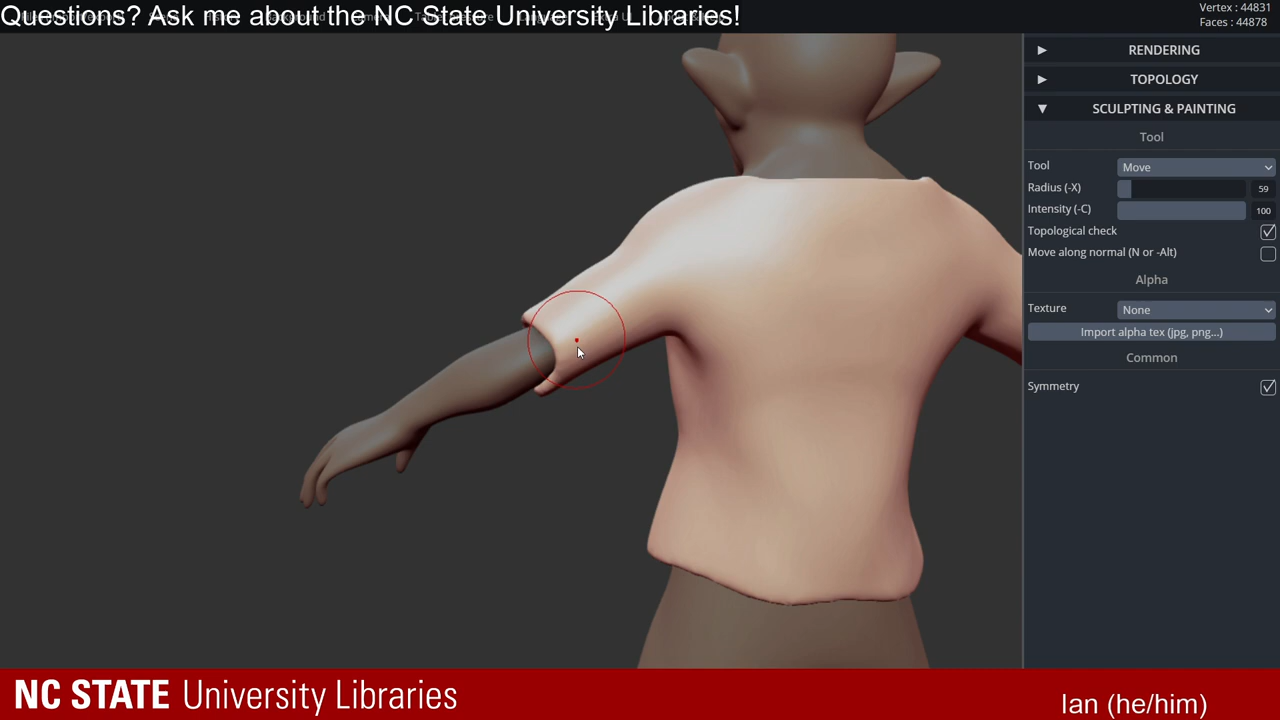 Questions? Ask me about the NC State University Libraries!
Vertex : 44831
Faces : 44878
RENDERING
TOPOLOGY
SCULPTING & PAINTING
Tool
Tool Move
Radius (-X) 59
Intensity (-C) 100
Topological check
Move along normal (N or -Alt)
Alpha
Texture None
Import alpha tex (jpg, png...)
Common
Symmetry
NC STATE University Libraries
Ian (he/him)